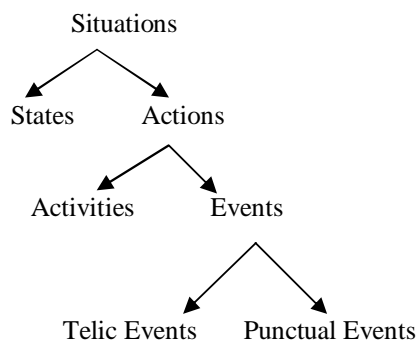 Situations
States Actions
Activities Events
Telic Events Punctual Events